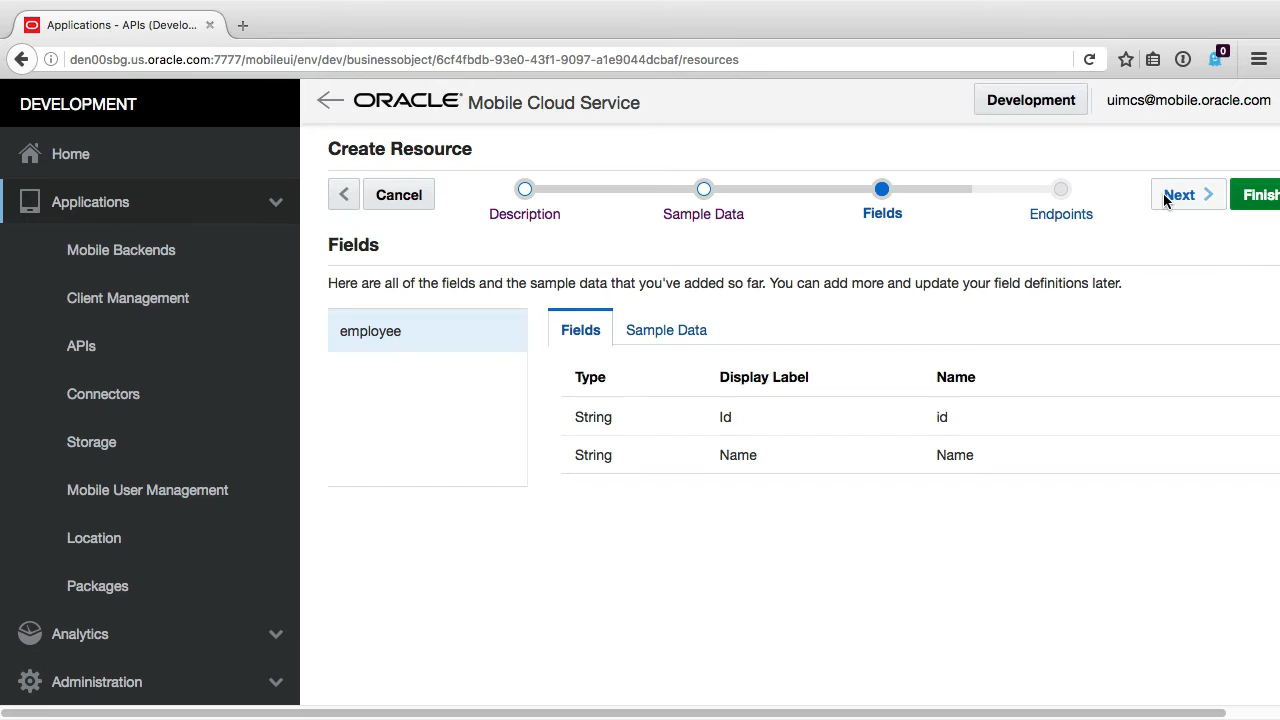 Applications - APIs (Develo...
den00sbg.us.oracle.com:7777/mobileui/env/dev/businessobject/6cf4fbdb-93e0-43f1-9097-a1e9044dcbaf/resources
0
DEVELOPMENT
ORACLE Mobile Cloud Service
Development
uimcs@mobile.oracle.com
Home
Applications
Mobile Backends
Client Management
APIs
Connectors
Storage
Mobile User Management
Location
Packages
Analytics
Administration
Create Resource
Cancel
Description
Sample Data
Fields
Endpoints
Next
Finish
Fields
Here are all of the fields and the sample data that you've added so far. You can add more and update your field definitions later.
employee
Fields Sample Data
Type Display Label Name
String Id id
String Name Name